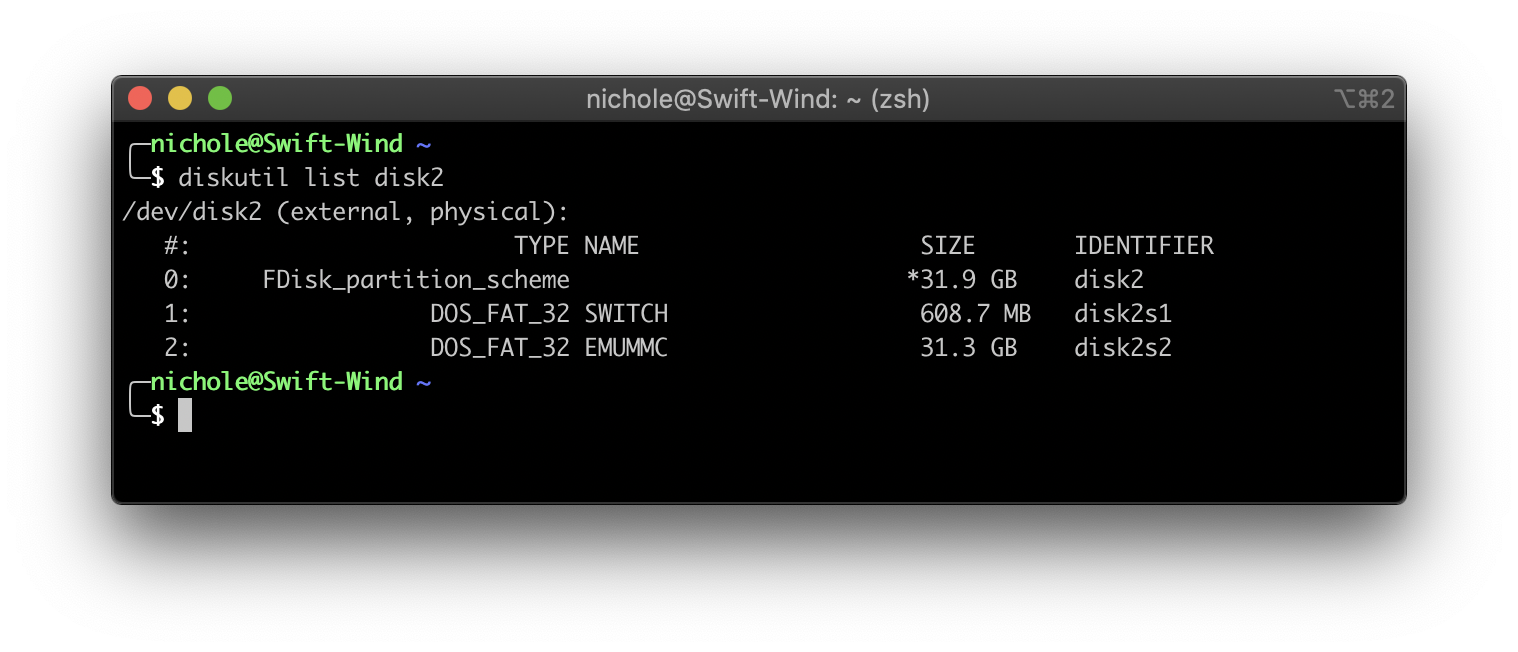 nichole@Swift-Wind: ~ (zsh) ⌥⌘2
╭─nichole@Swift-Wind ~
╰─$ diskutil list disk2
/dev/disk2 (external, physical):
   #:                       TYPE NAME                    SIZE       IDENTIFIER
   0:     FDisk_partition_scheme                        *31.9 GB    disk2
   1:                 DOS_FAT_32 SWITCH                  608.7 MB   disk2s1
   2:                 DOS_FAT_32 EMUMMC                  31.3 GB    disk2s2
╭─nichole@Swift-Wind ~
╰─$